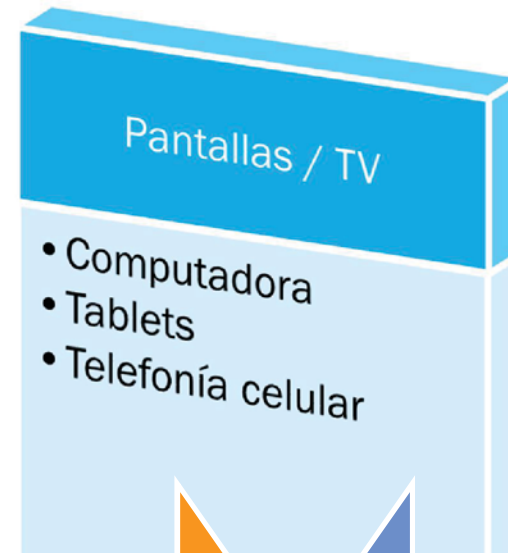 Pantallas / TV
• Computadora
• Tablets
• Telefonía celular